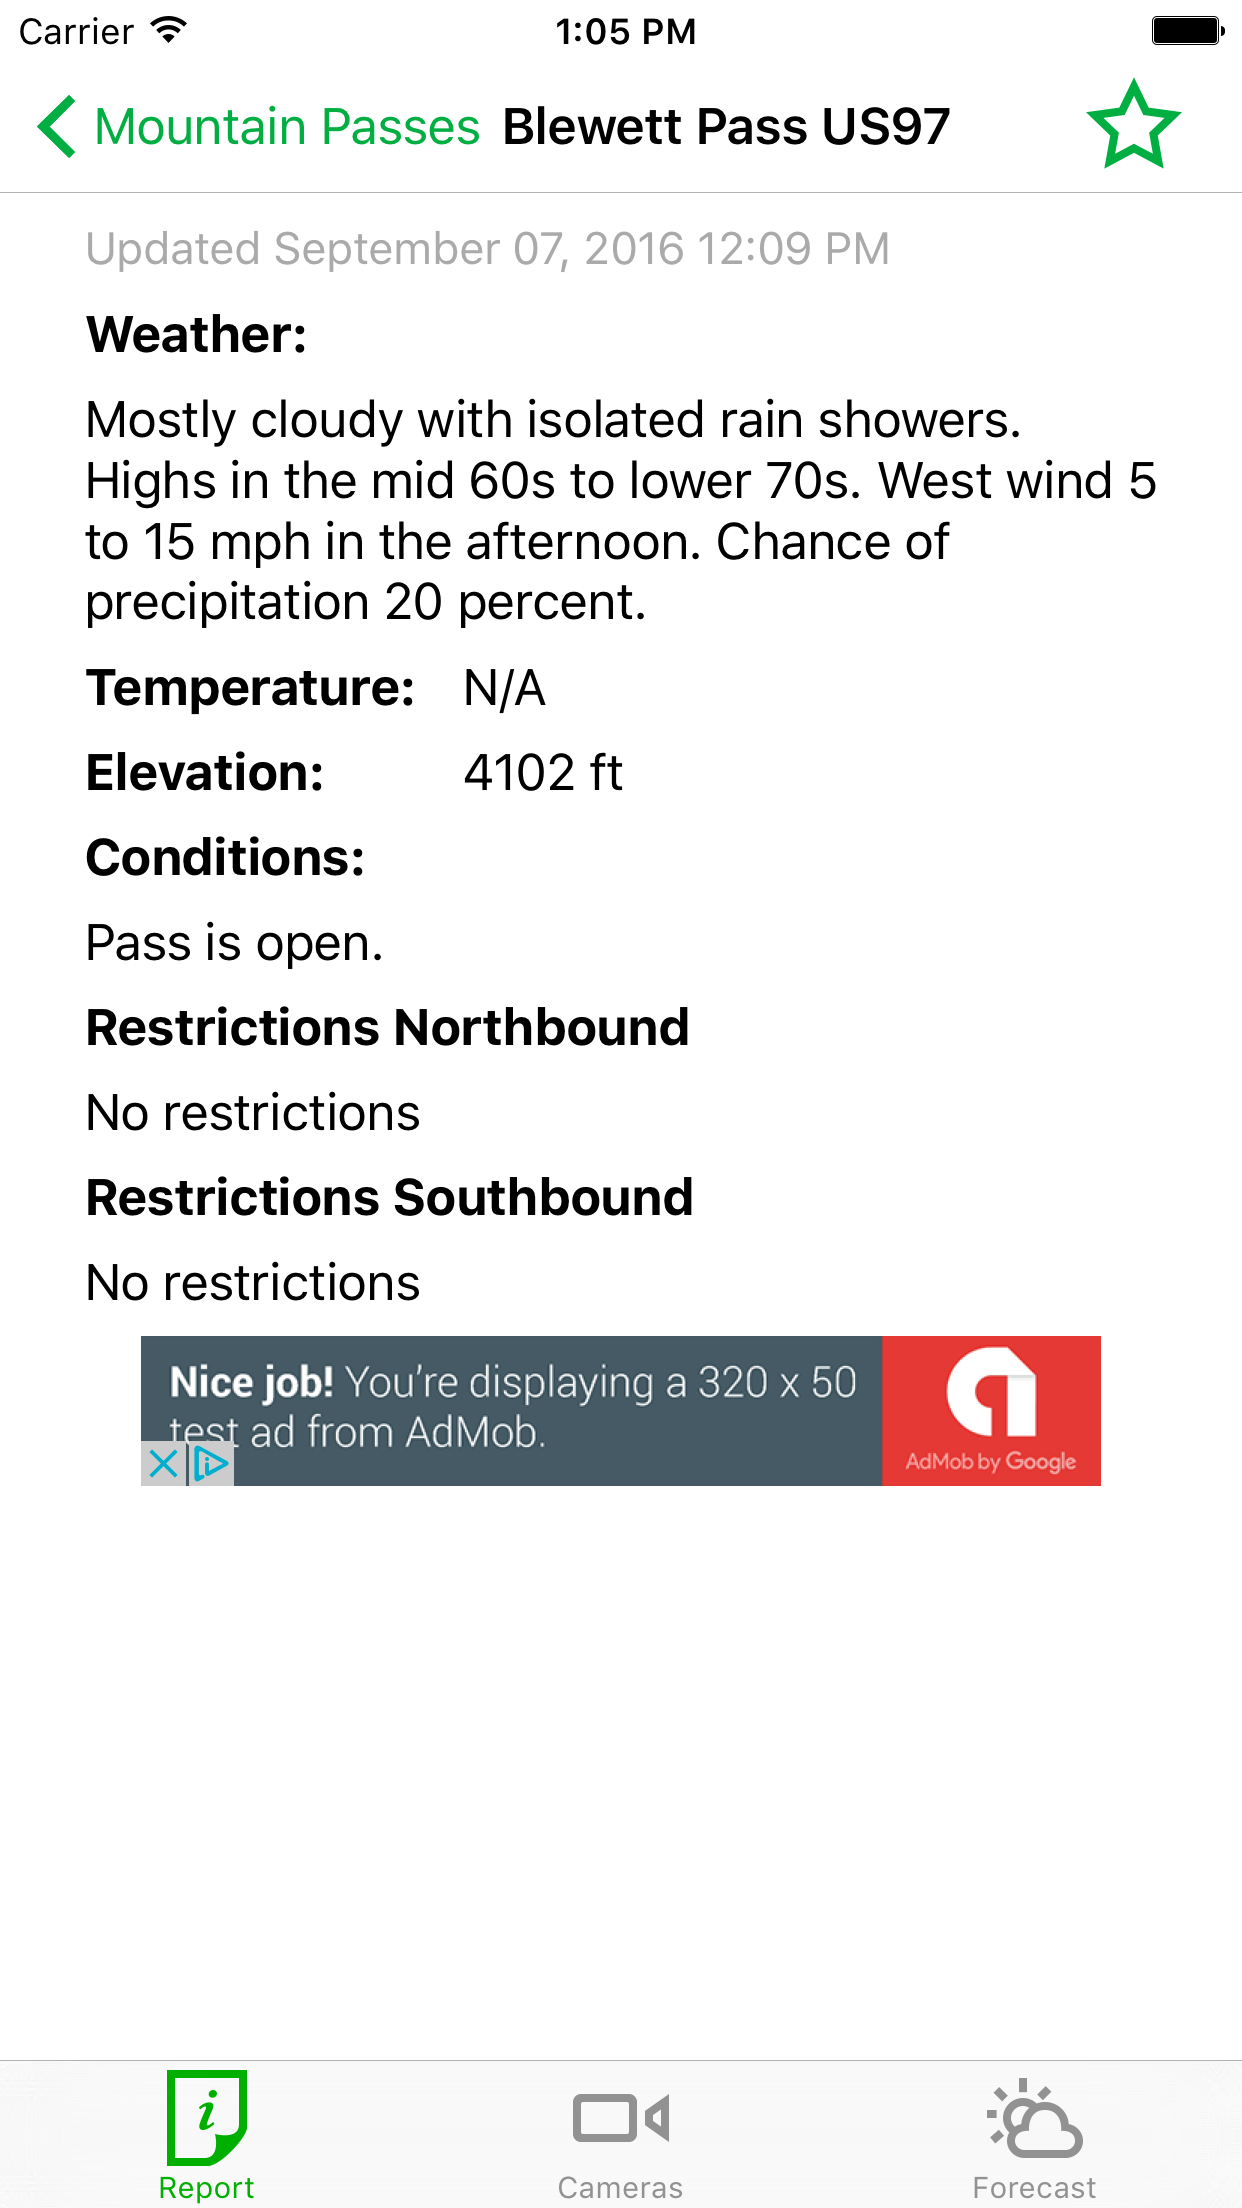 Carrier 1:05 PM
Mountain Passes Blewett Pass US97
Updated September 07, 2016 12:09 PM
Weather:
Mostly cloudy with isolated rain showers.
Highs in the mid 60s to lower 70s. West wind 5
to 15 mph in the afternoon. Chance of
precipitation 20 percent.
Temperature: N/A
Elevation: 4102 ft
Conditions:
Pass is open.
Restrictions Northbound
No restrictions
Restrictions Southbound
No restrictions
Nice job! You're displaying a 320 x 50
test ad from AdMob.
AdMob by Google
Report Cameras Forecast